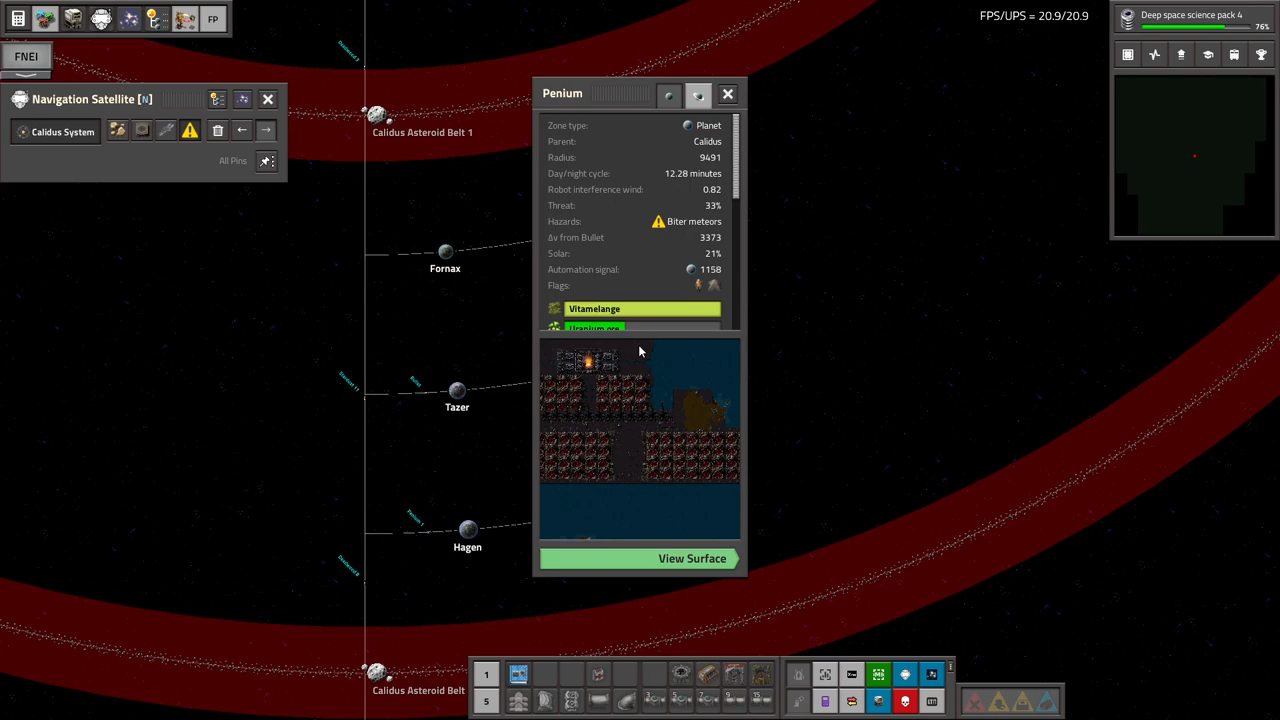 FP
FNEI
FPS/UPS = 20.9/20.9
Deep space science pack 4
76%
Navigation Satellite [N]
Calidus System
All Pins
Calidus Asteroid Belt 1
Fornax
Tazer
Hagen
Calidus Asteroid Belt
Penium
Zone type: Planet
Parent: Calidus
Radius: 9491
Day/night cycle: 12.28 minutes
Robot interference wind: 0.82
Threat: 33%
Hazards: Biter meteors
Δv from Bullet 3373
Solar: 21%
Automation signal: 1158
Flags:
Vitamelange
Uranium ore
View Surface
1
5